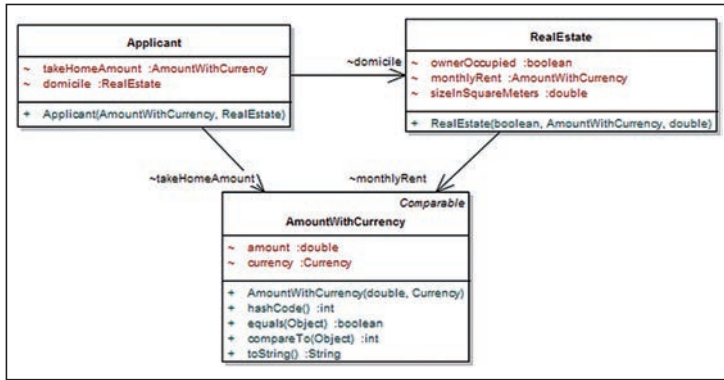 Applicant
~ takeHomeAmount :AmountWithCurrency
~ domicile :RealEstate
+ Applicant(AmountWithCurrency, RealEstate)
~domicile
RealEstate
~ ownerOccupied :boolean
~ monthlyRent :AmountWithCurrency
~ sizeInSquareMeters :double
+ RealEstate(boolean, AmountWithCurrency, double)
~takeHomeAmount
~monthlyRent
Comparable
AmountWithCurrency
~ amount :double
~ currency :Currency
+ AmountWithCurrency(double, Currency)
+ hashCode() :int
+ equals(Object) :boolean
+ compareTo(Object) :int
+ toString() :String